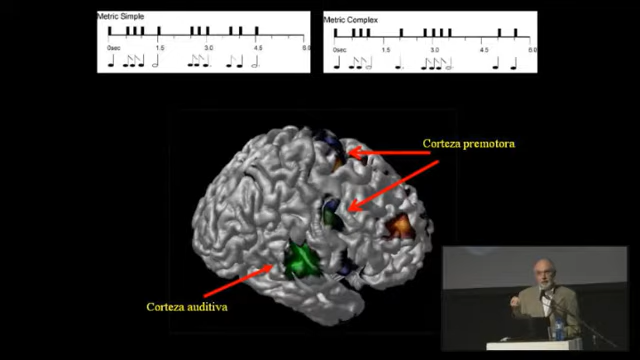 Metric Simple
0sec 1.5 3.0 4.5 6.0
Metric Complex
0sec 1.5 3.0 4.5 6.0
Corteza premotora
Corteza auditiva